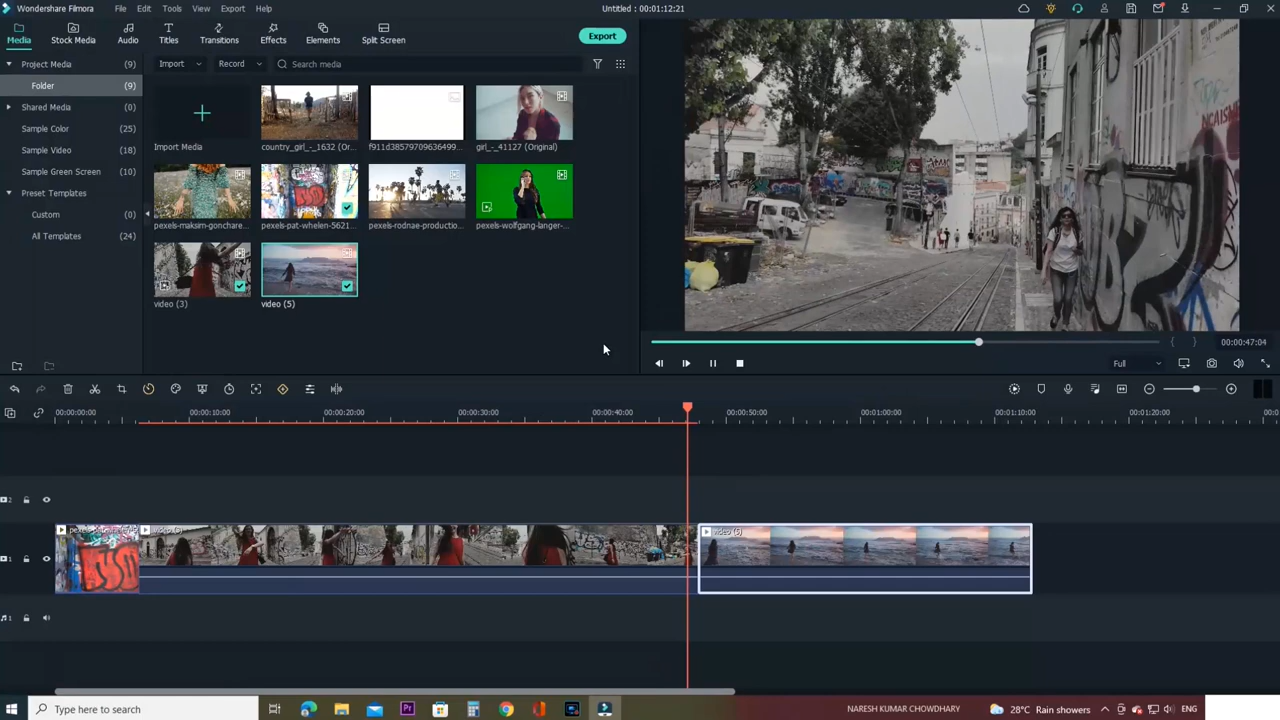 Wondershare Filmora File Edit Tools View Export Help Untitled : 00:01:12:21
Media Stock Media Audio Titles Transitions Effects Elements Split Screen Export
Project Media (9) Import Record Search media
Folder (9)
Shared Media (0)
Sample Color (25)
Sample Video (18)
Sample Green Screen (10)
Preset Templates
Custom (0)
All Templates (24)
Import Media country_girl_-_1632 (Or... f911d38579709636499... girl_-_41127 (Original)
pexels-maksim-gonchare... pexels-pat-whelen-5621... pexels-rodnae-productio... pexels-wolfgang-langer-...
video (3) video (5)
00:00:47:04
Full
00:00:00:00 00:00:10:00 00:00:20:00 00:00:30:00 00:00:40:00 00:00:50:00 00:01:00:00 00:01:10:00 00:01:20:00
video (5)
Type here to search NARESH KUMAR CHOWDHARY 28°C Rain showers ENG